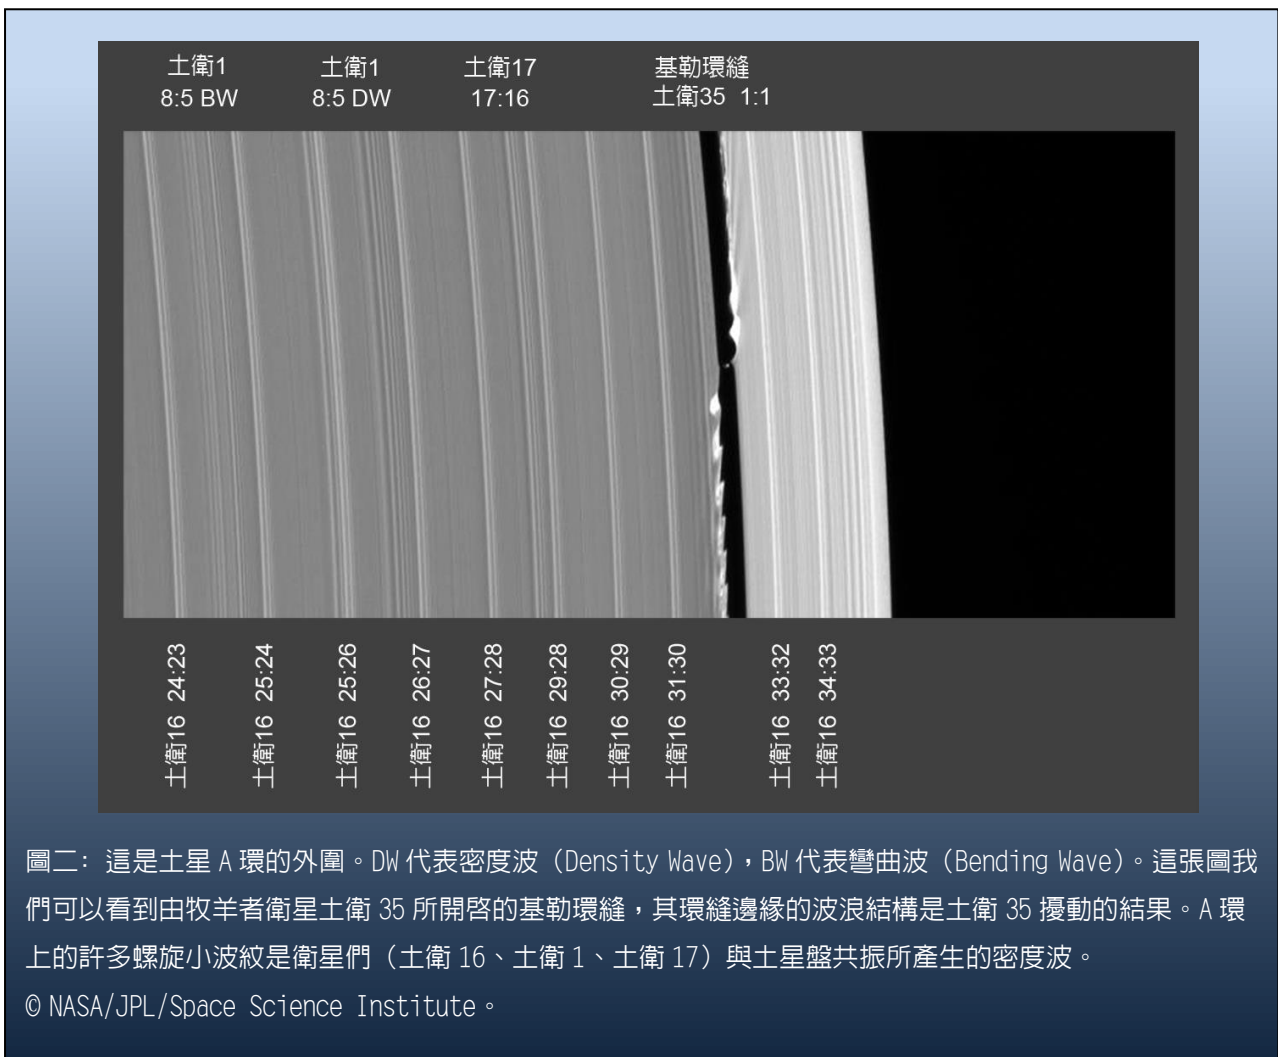 土衛1
8:5 BW
土衛1
8:5 DW
土衛17
17:16
基勒環縫
土衛35 1:1
土衛16 24:23
土衛16 25:24
土衛16 25:26
土衛16 26:27
土衛16 27:28
土衛16 29:28
土衛16 30:29
土衛16 31:30
土衛16 33:32
土衛16 34:33
圖二: 這是土星 A 環的外圍。DW 代表密度波 (Density Wave),BW 代表彎曲波 (Bending Wave)。這張圖我
們可以看到由牧羊者衛星土衛 35 所開啓的基勒環縫,其環縫邊緣的波浪結構是土衛 35 擾動的結果。A 環
上的許多螺旋小波紋是衛星們 (土衛 16、土衛 1、土衛 17) 與土星盤共振所產生的密度波。
© NASA/JPL/Space Science Institute。